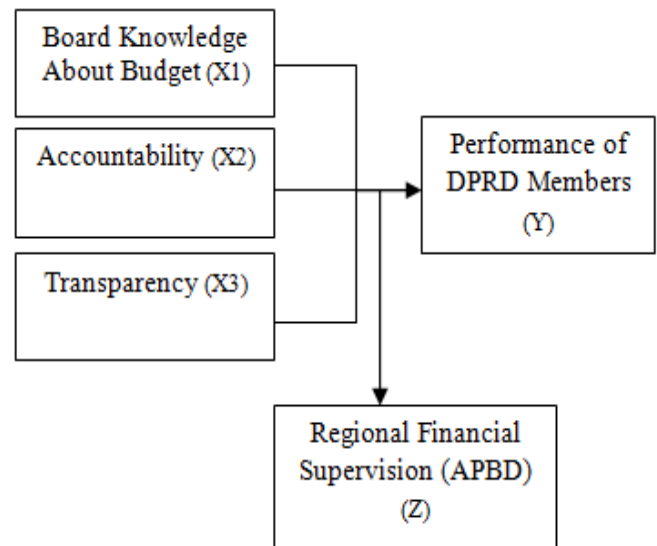 Board Knowledge
About Budget (X1)
Accountability (X2)
Transparency (X3)
Performance of
DPRD Members
(Y)
Regional Financial
Supervision (APBD)
(Z)